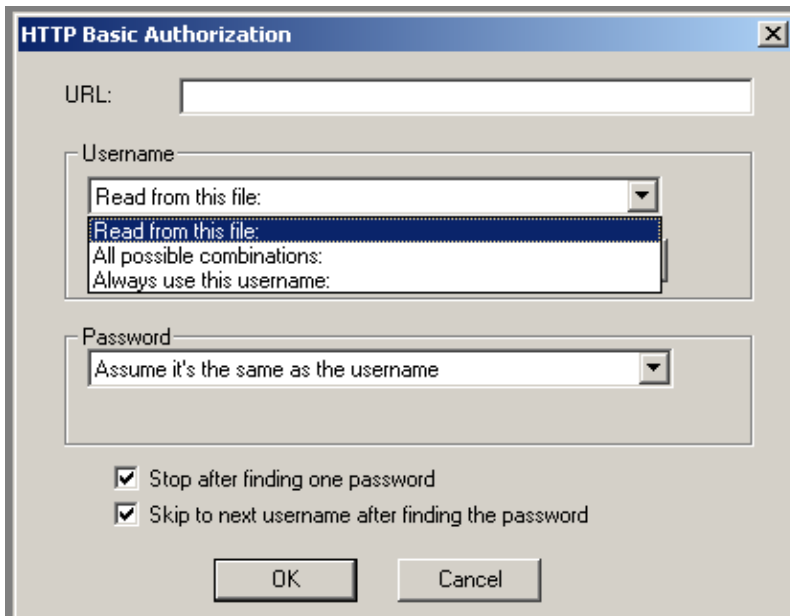 HTTP Basic Authorization
URL:
Username
Read from this file:
Read from this file:
All possible combinations:
Always use this username:
Password
Assume it's the same as the username
Stop after finding one password
Skip to next username after finding the password
OK
Cancel